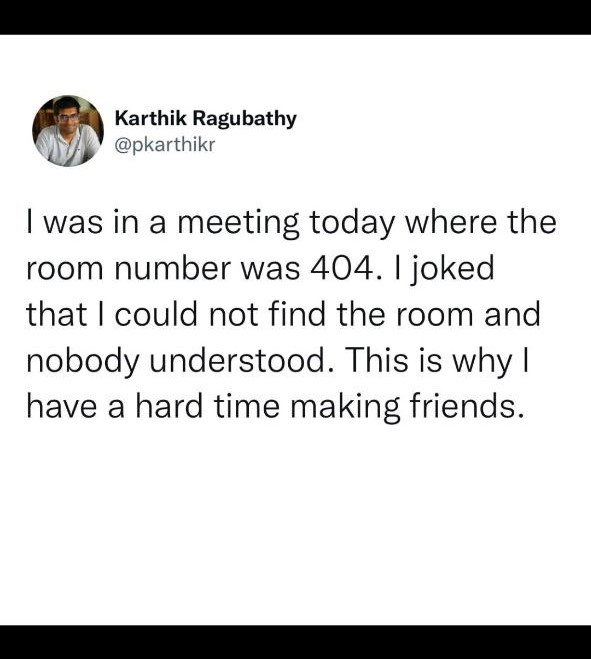 Karthik Ragubathy
@pkarthikr
I was in a meeting today where the
room number was 404. I joked
that I could not find the room and
nobody understood. This is why I
have a hard time making friends.